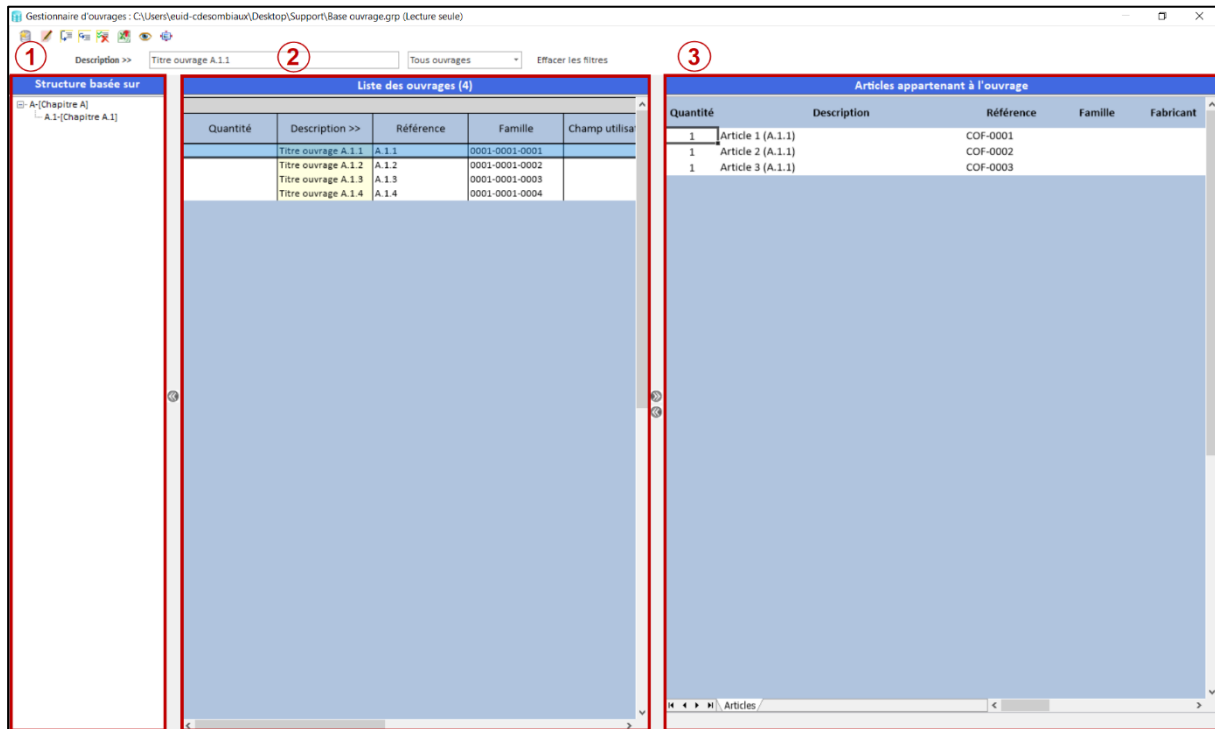 Gestionnaire d'ouvrages : C:\Users\euid-cdesombiaux\Desktop\Support\Base ouvrage.grp (Lecture seule)
1 2 3
Description >> Titre ouvrage A.1.1 Tous ouvrages Effacer les filtres
Structure basée sur
A-[Chapitre A]
A.1-[Chapitre A.1]
Liste des ouvrages (4)
Quantité Description >> Référence Famille Champ utilisat
Titre ouvrage A.1.1 A.1.1 0001-0001-0001
Titre ouvrage A.1.2 A.1.2 0001-0001-0002
Titre ouvrage A.1.3 A.1.3 0001-0001-0003
Titre ouvrage A.1.4 A.1.4 0001-0001-0004
Articles appartenant à l'ouvrage
Quantité Description Référence Famille Fabricant
1 Article 1 (A.1.1) COF-0001
1 Article 2 (A.1.1) COF-0002
1 Article 3 (A.1.1) COF-0003
Articles